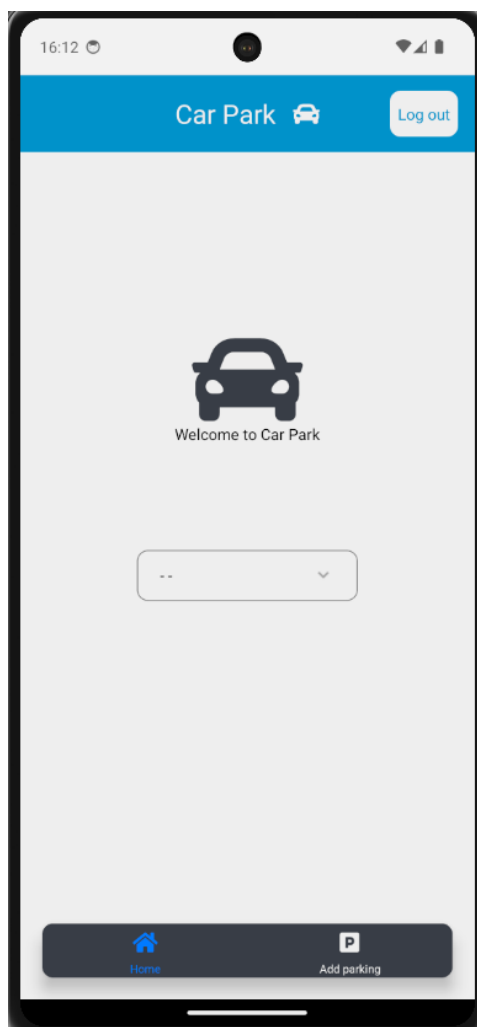 16:12
Car Park
Log out
Welcome to Car Park
--
P
Home
Add parking